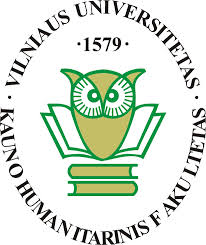 · VILNIAUS UNIVERSITETAS ·
· 1579 ·
KAUNO HUMANITARINIS FAKULTETAS